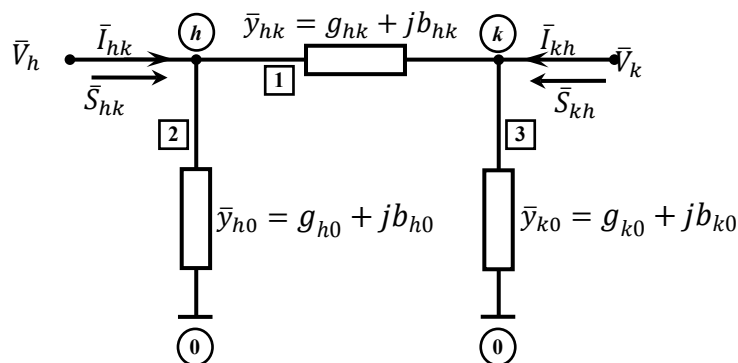 h
ȳₕₖ = gₕₖ + jbₕₖ
k
V̄ₕ
Īₕₖ
Īₖₕ
V̄ₖ
S̄ₕₖ
1
S̄ₖₕ
2
3
ȳₕ₀ = gₕ₀ + jbₕ₀
ȳₖ₀ = gₖ₀ + jbₖ₀
0
0